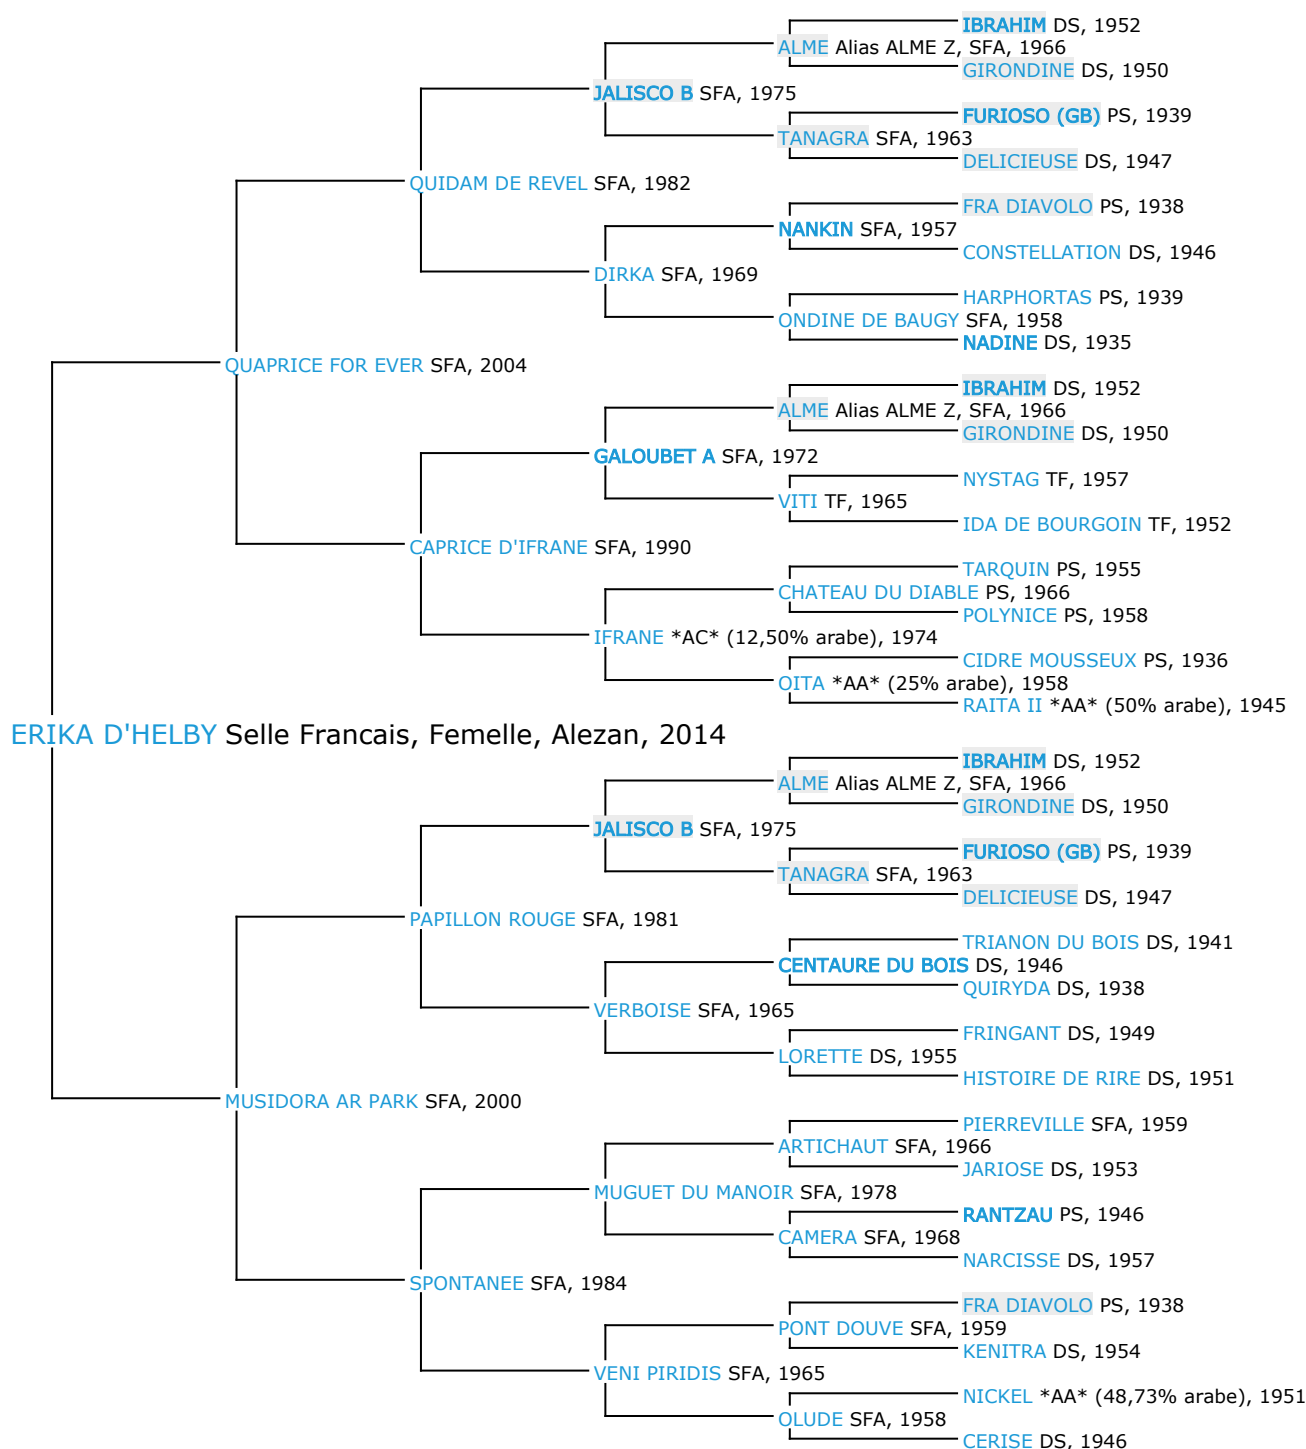 IBRAHIM DS, 1952
ALME Alias ALME Z, SFA, 1966
GIRONDINE DS, 1950
JALISCO B SFA, 1975
FURIOSO (GB) PS, 1939
TANAGRA SFA, 1963
DELICIEUSE DS, 1947
QUIDAM DE REVEL SFA, 1982
FRA DIAVOLO PS, 1938
NANKIN SFA, 1957
CONSTELLATION DS, 1946
DIRKA SFA, 1969
HARPHORTAS PS, 1939
ONDINE DE BAUGY SFA, 1958
NADINE DS, 1935
QUAPRICE FOR EVER SFA, 2004
IBRAHIM DS, 1952
ALME Alias ALME Z, SFA, 1966
GIRONDINE DS, 1950
GALOUBET A SFA, 1972
NYSTAG TF, 1957
VITI TF, 1965
IDA DE BOURGOIN TF, 1952
CAPRICE D'IFRANE SFA, 1990
TARQUIN PS, 1955
CHATEAU DU DIABLE PS, 1966
POLYNICE PS, 1958
IFRANE *AC* (12,50% arabe), 1974
CIDRE MOUSSEUX PS, 1936
OITA *AA* (25% arabe), 1958
RAITA II *AA* (50% arabe), 1945
ERIKA D'HELBY Selle Francais, Femelle, Alezan, 2014
IBRAHIM DS, 1952
ALME Alias ALME Z, SFA, 1966
GIRONDINE DS, 1950
JALISCO B SFA, 1975
FURIOSO (GB) PS, 1939
TANAGRA SFA, 1963
DELICIEUSE DS, 1947
PAPILLON ROUGE SFA, 1981
TRIANON DU BOIS DS, 1941
CENTAURE DU BOIS DS, 1946
QUIRYDA DS, 1938
VERBOISE SFA, 1965
FRINGANT DS, 1949
LORETTE DS, 1955
HISTOIRE DE RIRE DS, 1951
MUSIDORA AR PARK SFA, 2000
PIERREVILLE SFA, 1959
ARTICHAUT SFA, 1966
JARIOSE DS, 1953
MUGUET DU MANOIR SFA, 1978
RANTZAU PS, 1946
CAMERA SFA, 1968
NARCISSE DS, 1957
SPONTANEE SFA, 1984
FRA DIAVOLO PS, 1938
PONT DOUVE SFA, 1959
KENITRA DS, 1954
VENI PIRIDIS SFA, 1965
NICKEL *AA* (48,73% arabe), 1951
OLUDE SFA, 1958
CERISE DS, 1946